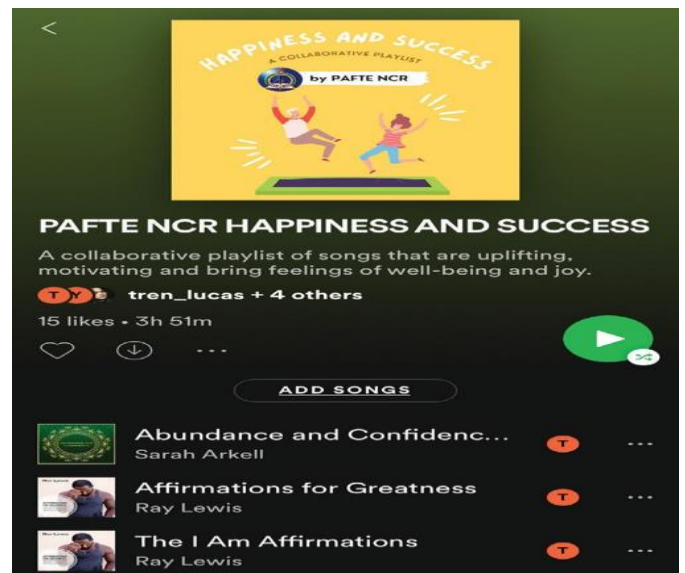 HAPPINESS AND SUCCESS
A COLLABORATIVE PLAYLIST
by PAFTE NCR
PAFTE NCR HAPPINESS AND SUCCESS
A collaborative playlist of songs that are uplifting,
motivating and bring feelings of well-being and joy.
T Y tren_lucas + 4 others
15 likes • 3h 51m
ADD SONGS
Abundance and Confidenc...
Sarah Arkell
T
Affirmations for Greatness
Ray Lewis
T
The I Am Affirmations
Ray Lewis
T